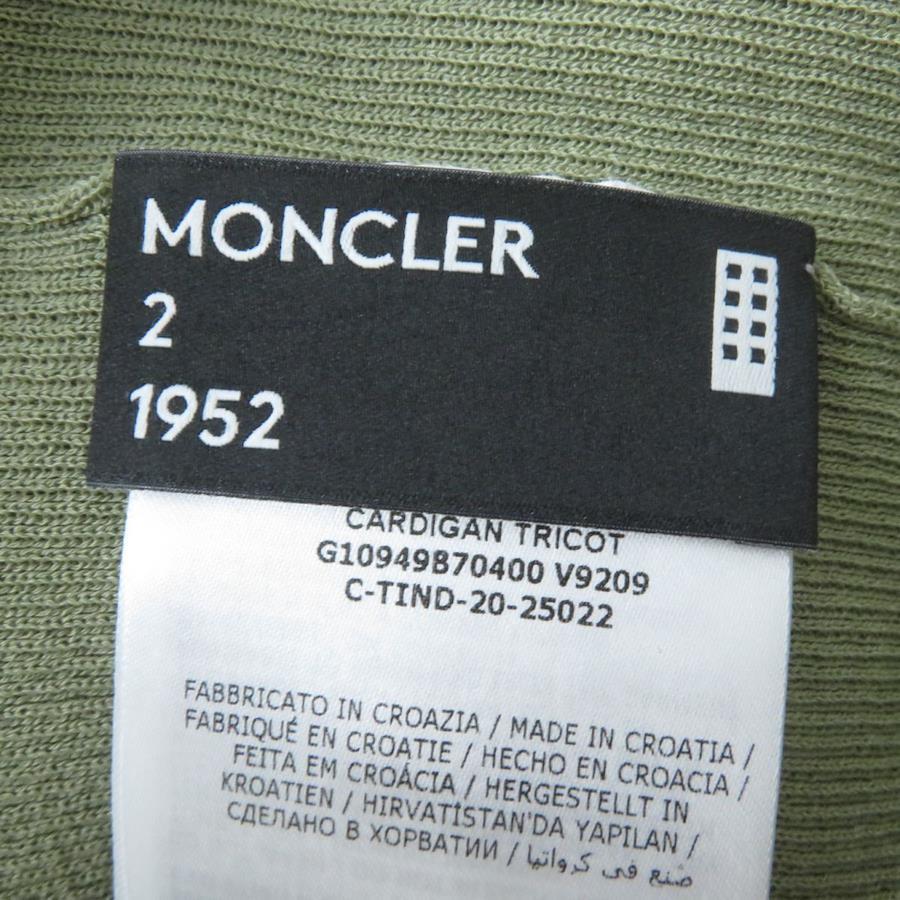 MONCLER
2
1952
CARDIGAN TRICOT
G10949B70400 V9209
C-TIND-20-25022
FABBRICATO IN CROAZIA / MADE IN CROATIA /
FABRIQUÉ EN CROATIE / HECHO EN CROACIA /
FEITA EM CROÁCIA / HERGESTELLT IN
KROATIEN / HIRVATİSTAN'DA YAPILAN /
СДЕЛАНО В ХОРВАТИИ / صنع في كرواتيا